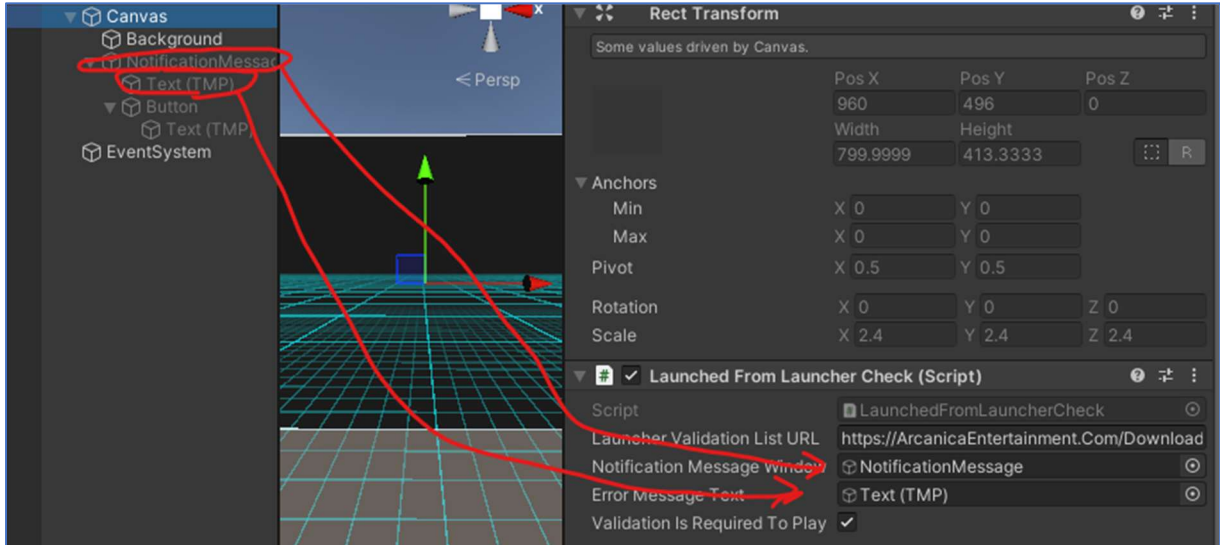 Canvas
Background
NotificationMessag
Text (TMP)
Button
Text (TMP)
EventSystem
x
Persp
Rect Transform
Some values driven by Canvas.
Pos X Pos Y Pos Z
960 496 0
Width Height
799.9999 413.3333 R
Anchors
Min X 0 Y 0
Max X 0 Y 0
Pivot X 0.5 Y 0.5
Rotation X 0 Y 0 Z 0
Scale X 2.4 Y 2.4 Z 2.4
# Launched From Launcher Check (Script)
Script LaunchedFromLauncherCheck
Launcher Validation List URL https://ArcanicaEntertainment.Com/Download
Notification Message Window NotificationMessage
Error Message Text Text (TMP)
Validation Is Required To Play